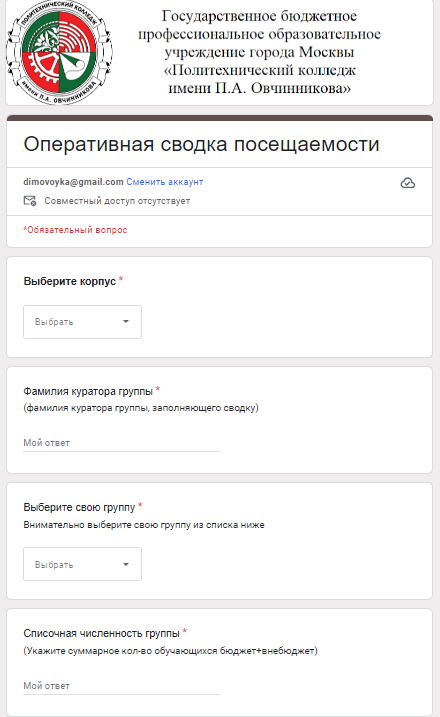 ПОЛИТЕХНИЧЕСКИЙ КОЛЛЕДЖ
имени П.А. Овчинникова
Государственное бюджетное
профессиональное образовательное
учреждение города Москвы
«Политехнический колледж
имени П.А. Овчинникова»
Оперативная сводка посещаемости
dimovoyka@gmail.com Сменить аккаунт
Совместный доступ отсутствует
*Обязательный вопрос
Выберите корпус *
Выбрать
Фамилия куратора группы *
(фамилия куратора группы, заполняющего сводку)
Мой ответ
Выберите свою группу *
Внимательно выберите свою группу из списка ниже
Выбрать
Списочная численность группы *
(Укажите суммарное кол-во обучающихся бюджет+внебюджет)
Мой ответ